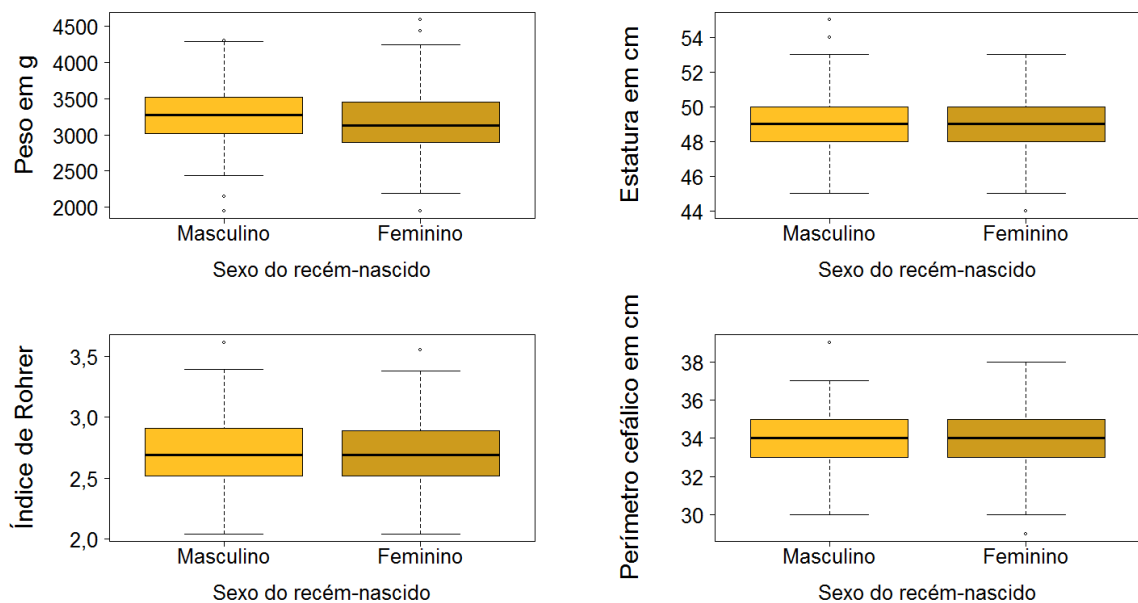 Peso em g
4500
4000
3500
3000
2500
2000
Masculino Feminino
Sexo do recém-nascido
Estatura em cm
54
52
50
48
46
44
Masculino Feminino
Sexo do recém-nascido
Índice de Rohrer
3,5
3,0
2,5
2,0
Masculino Feminino
Sexo do recém-nascido
Perímetro cefálico em cm
38
36
34
32
30
Masculino Feminino
Sexo do recém-nascido